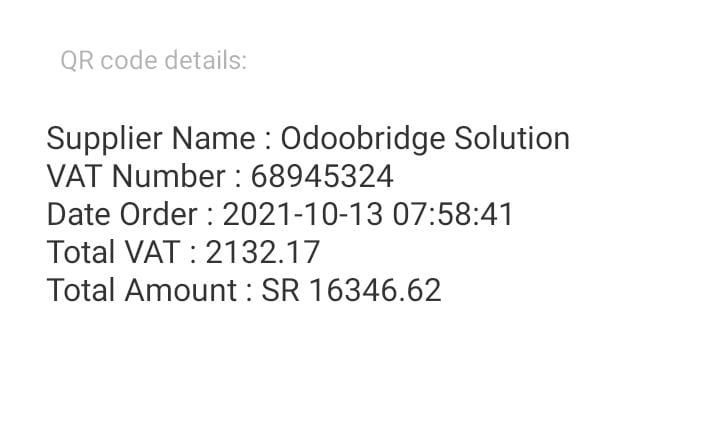 QR code details:
Supplier Name : Odoobridge Solution
VAT Number : 68945324
Date Order : 2021-10-13 07:58:41
Total VAT : 2132.17
Total Amount : SR 16346.62